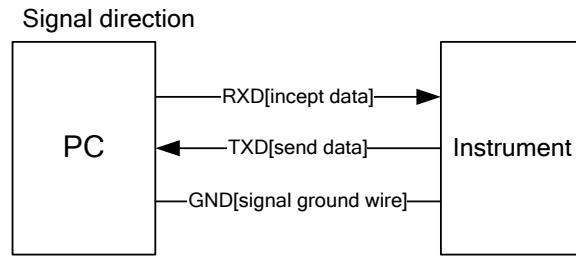 Signal direction
RXD[incept data]
PC
TXD[send data]
Instrument
GND[signal ground wire]